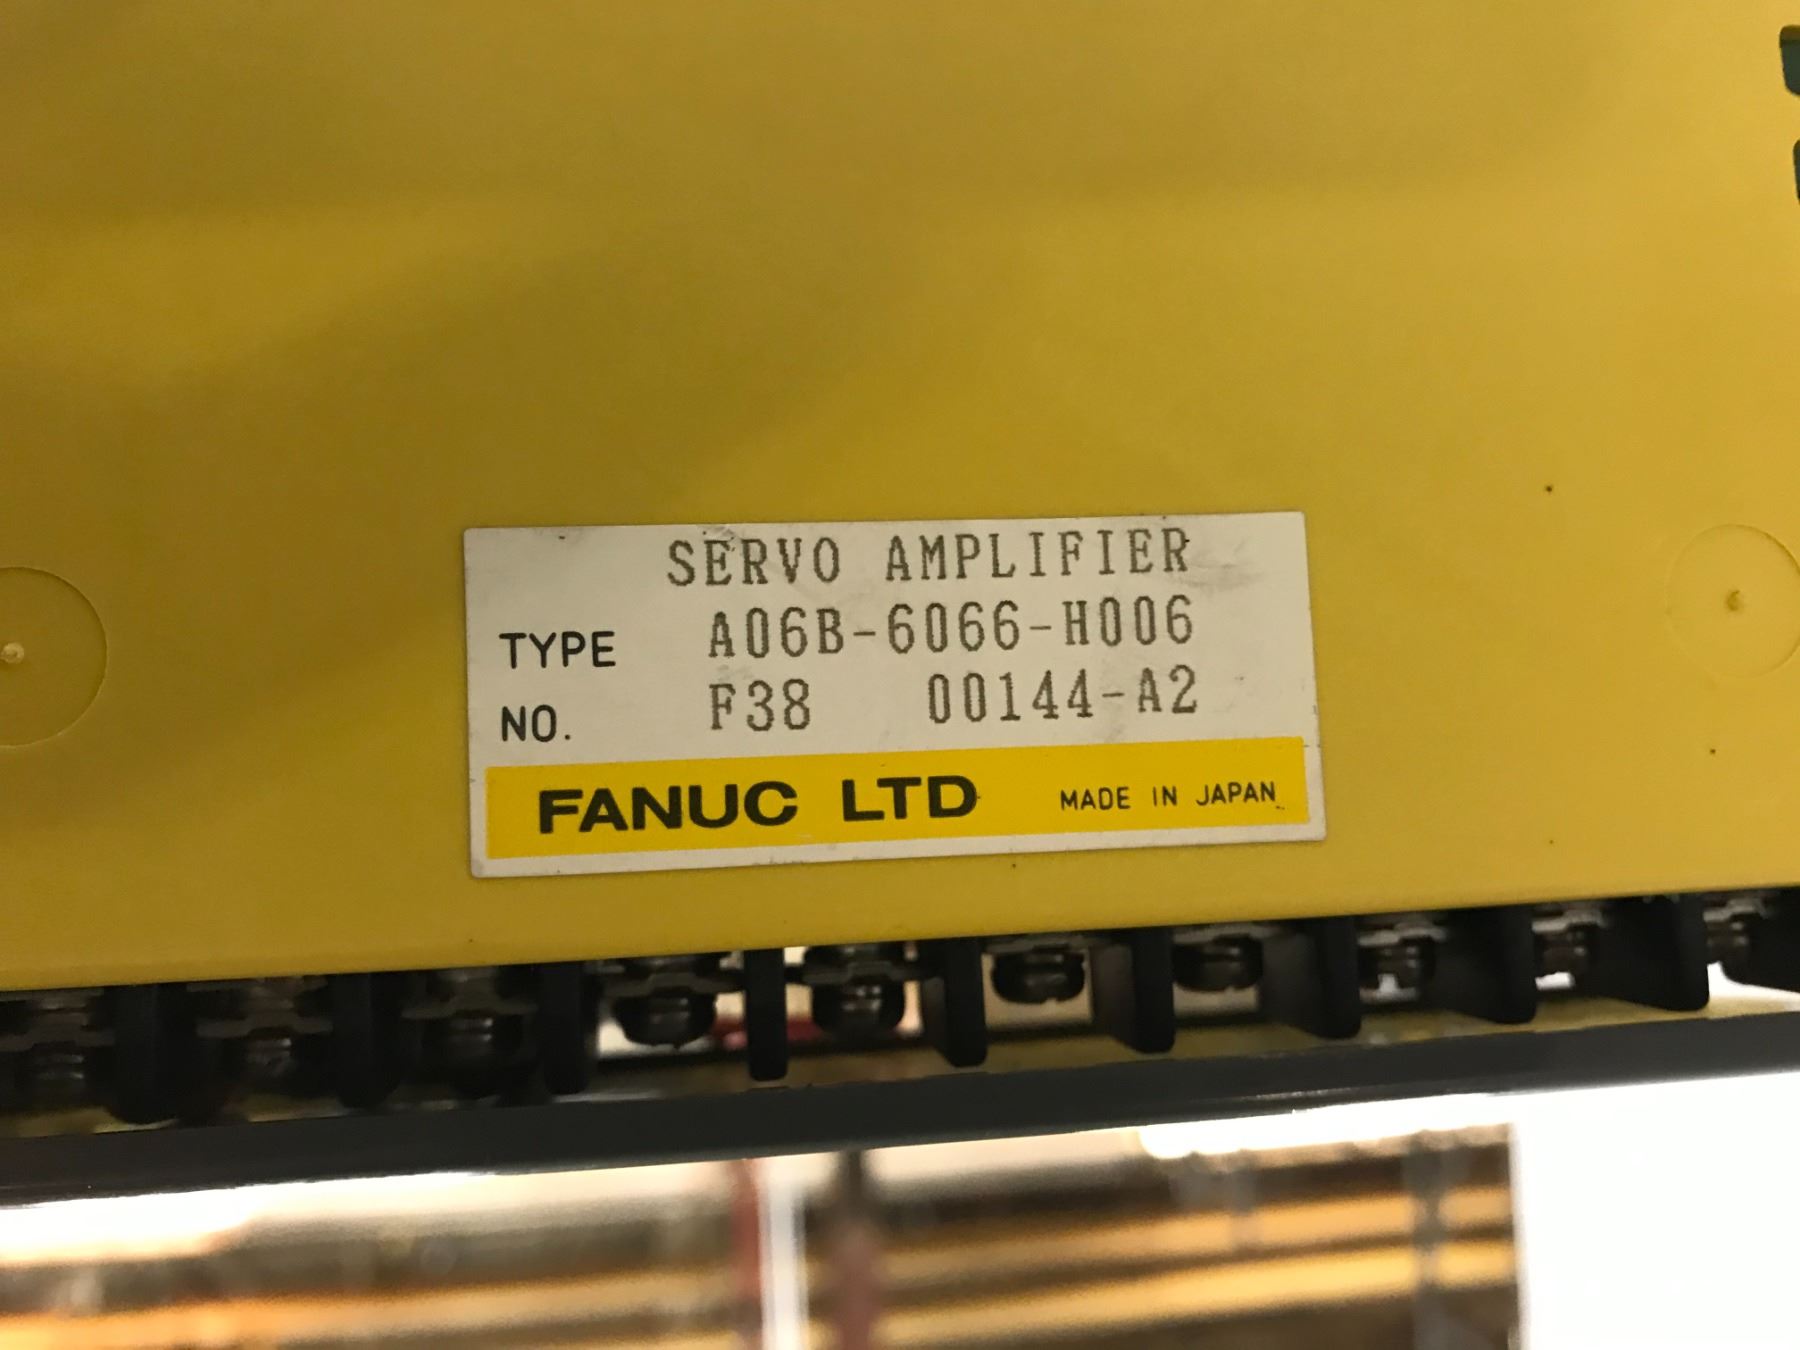 SERVO AMPLIFIER
TYPE A06B-6066-H006
NO. F38 00144-A2
FANUC LTD MADE IN JAPAN